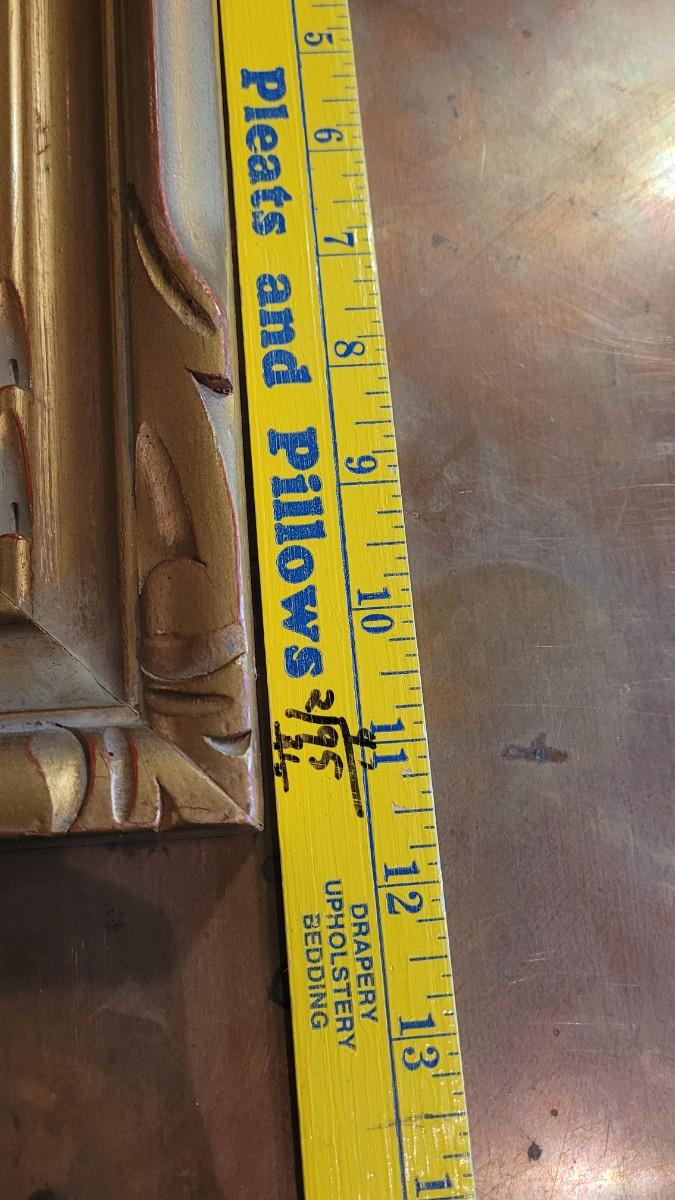 5
6
7
8
9
10
11
12
13
Pleats and Pillows
DRAPERY
UPHOLSTERY
BEDDING